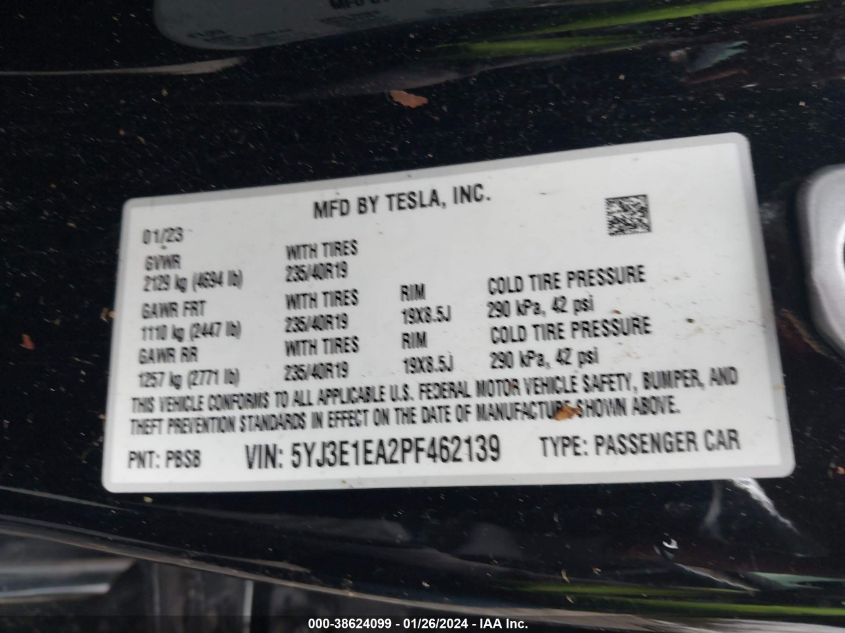 MFD BY TESLA, INC.
01/23
GVWR WITH TIRES
2129 kg (4694 lb) 235/40R19
GAWR FRT WITH TIRES RIM COLD TIRE PRESSURE
1110 kg (2447 lb) 235/40R19 19X8.5J 290 kPa, 42 psi
GAWR RR WITH TIRES RIM COLD TIRE PRESSURE
1257 kg (2771 lb) 235/40R19 19X8.5J 290 kPa, 42 psi
THIS VEHICLE CONFORMS TO ALL APPLICABLE U.S. FEDERAL MOTOR VEHICLE SAFETY, BUMPER, AND
THEFT PREVENTION STANDARDS IN EFFECT ON THE DATE OF MANUFACTURE SHOWN ABOVE.
PNT: PBSB VIN: 5YJ3E1EA2PF462139 TYPE: PASSENGER CAR
000-38624099 — 01/26/2024 — IAA Inc.